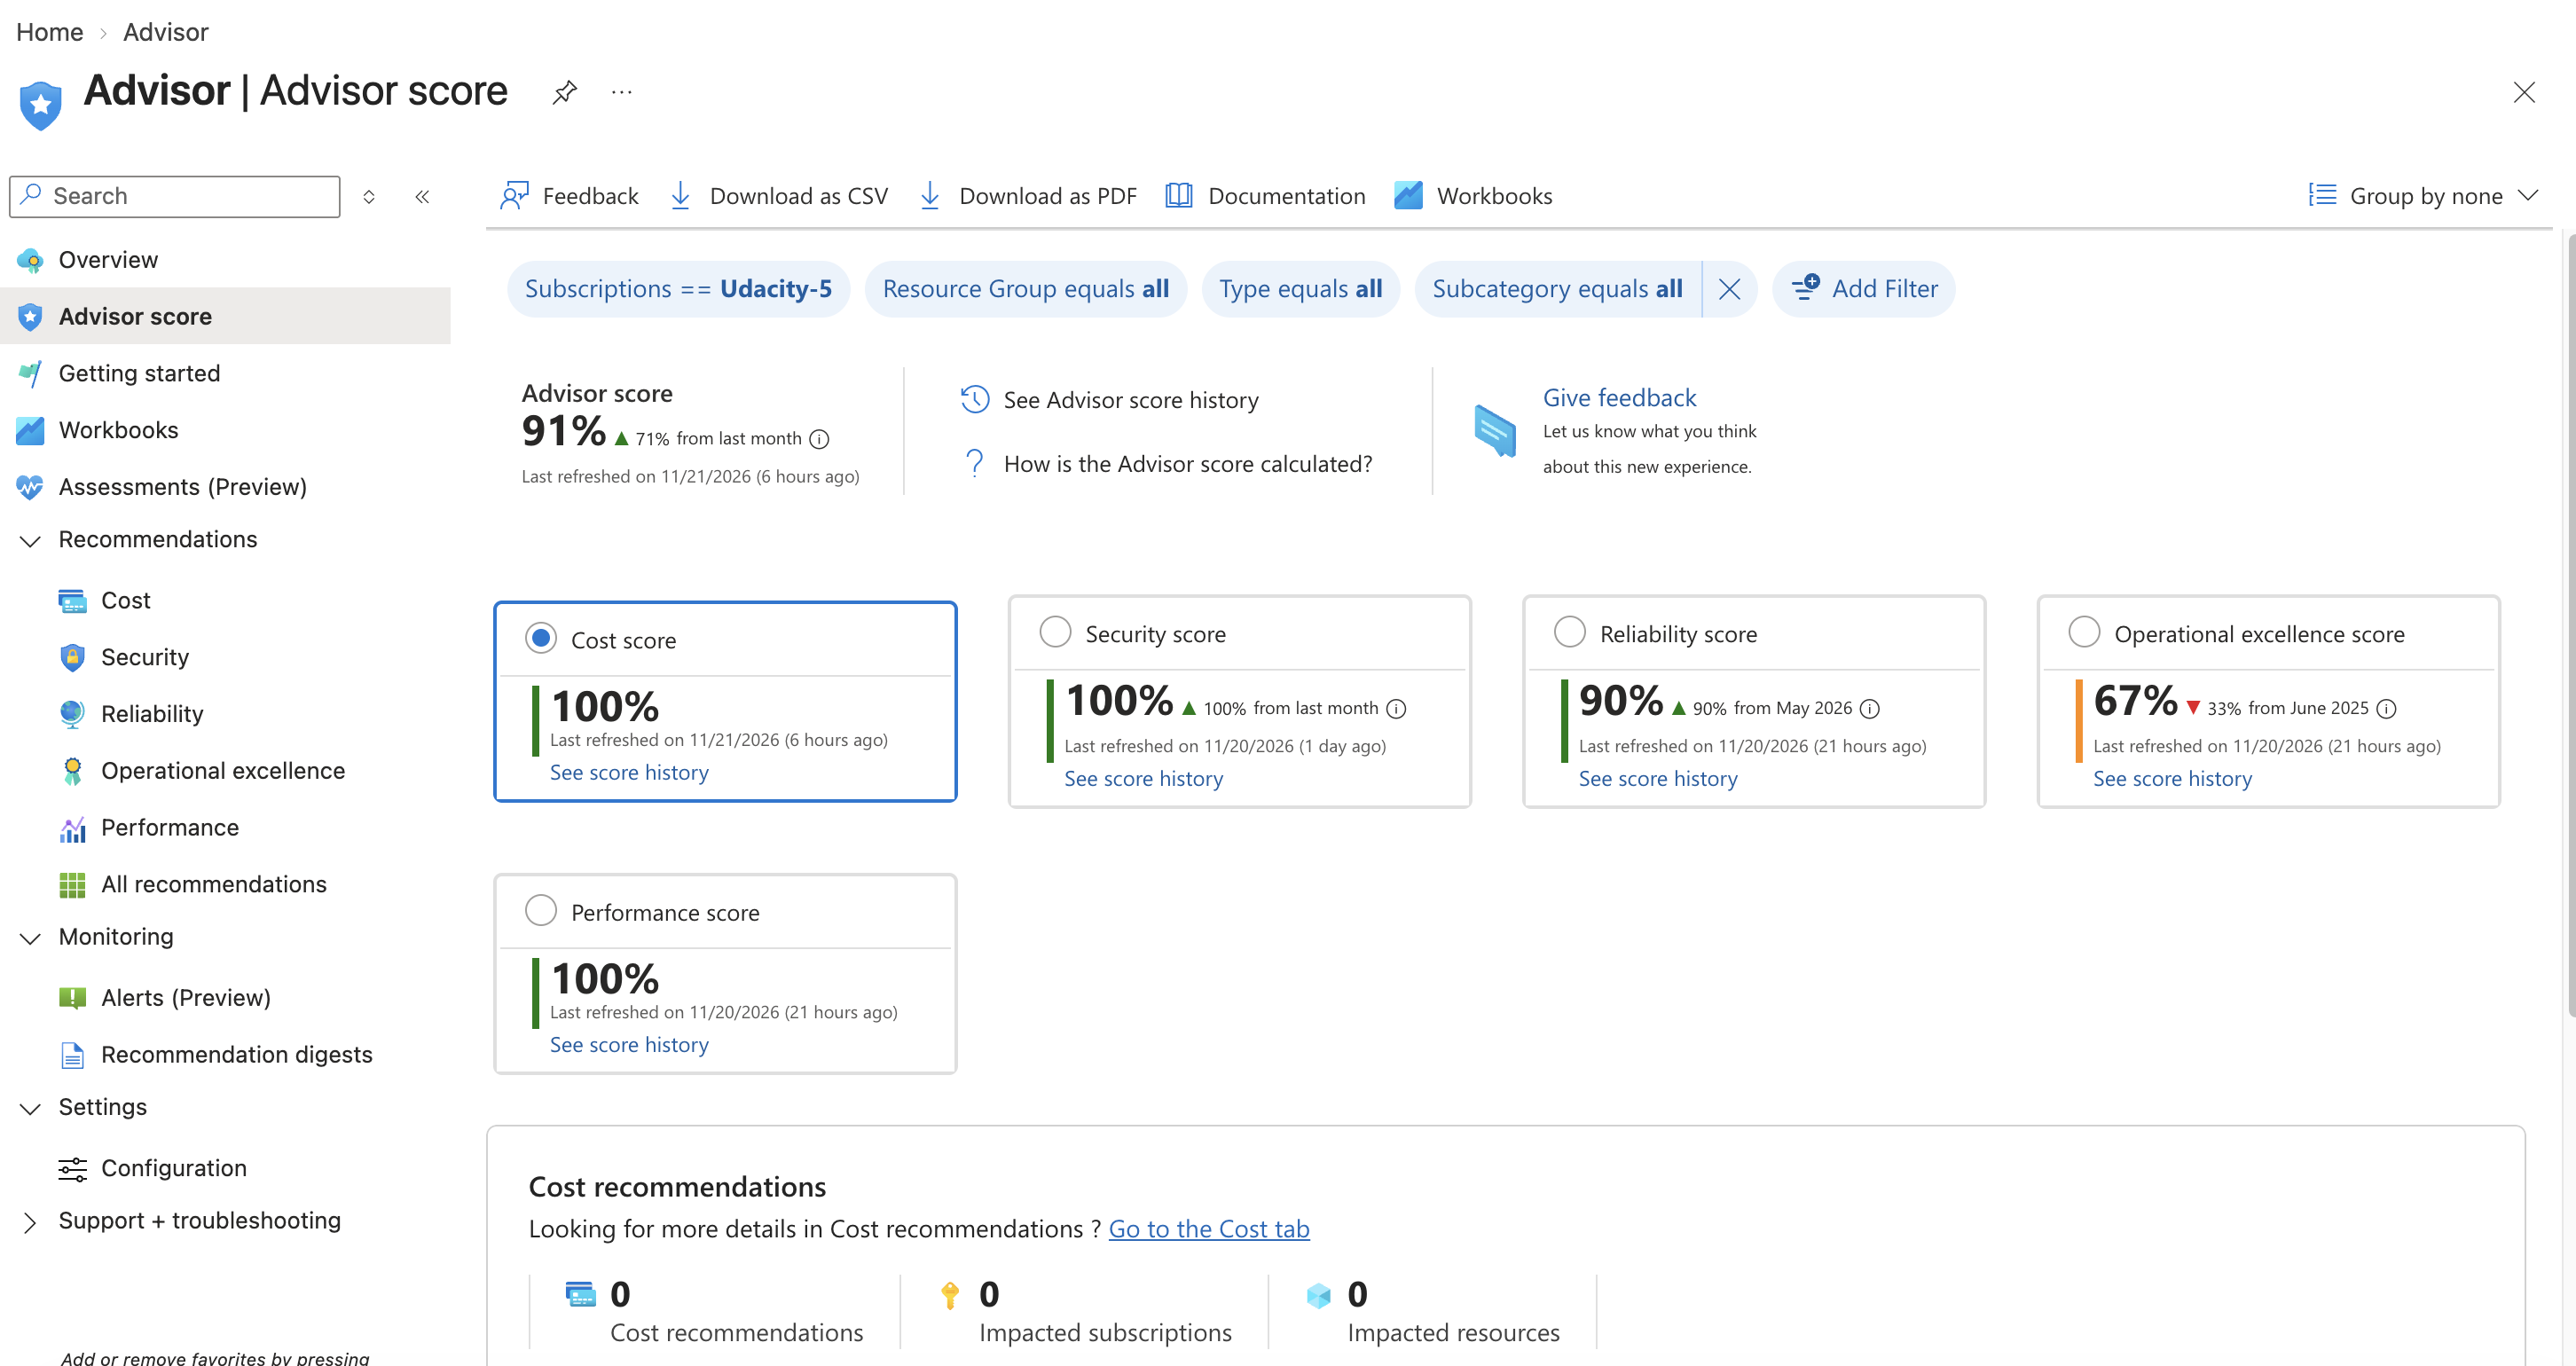 Home > Advisor
Advisor | Advisor score
Search
Feedback
Download as CSV
Download as PDF
Documentation
Workbooks
Group by none
Overview
Advisor score
Getting started
Workbooks
Assessments (Preview)
Recommendations
Cost
Security
Reliability
Operational excellence
Performance
All recommendations
Monitoring
Alerts (Preview)
Recommendation digests
Settings
Configuration
Support + troubleshooting
Add or remove favorites by pressing
Subscriptions == Udacity-5
Resource Group equals all
Type equals all
Subcategory equals all
Add Filter
Advisor score
91% ▲ 71% from last month
Last refreshed on 11/21/2026 (6 hours ago)
See Advisor score history
How is the Advisor score calculated?
Give feedback
Let us know what you think
about this new experience.
Cost score
100%
Last refreshed on 11/21/2026 (6 hours ago)
See score history
Security score
100% ▲ 100% from last month
Last refreshed on 11/20/2026 (1 day ago)
See score history
Reliability score
90% ▲ 90% from May 2026
Last refreshed on 11/20/2026 (21 hours ago)
See score history
Operational excellence score
67% ▼ 33% from June 2025
Last refreshed on 11/20/2026 (21 hours ago)
See score history
Performance score
100%
Last refreshed on 11/20/2026 (21 hours ago)
See score history
Cost recommendations
Looking for more details in Cost recommendations ? Go to the Cost tab
0
Cost recommendations
0
Impacted subscriptions
0
Impacted resources